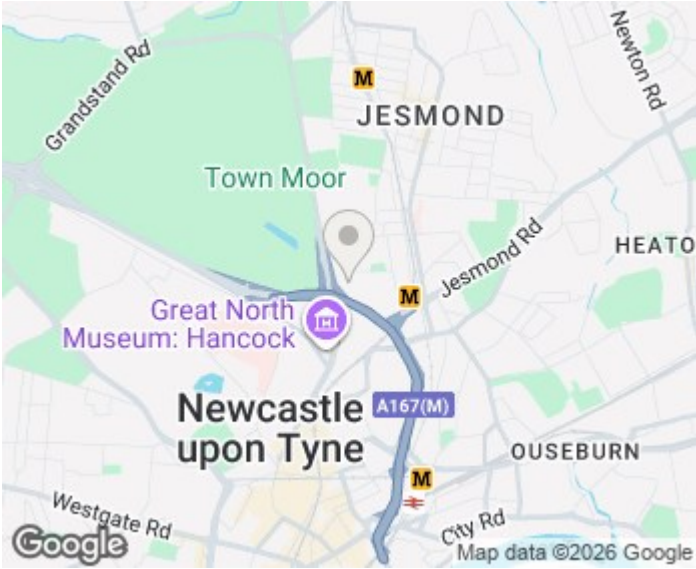 Grandstand Rd
Newton Rd
M
JESMOND
Town Moor
Jesmond Rd
HEATO
M
Great North
Museum: Hancock
Newcastle
upon Tyne
A167(M)
OUSEBURN
M
Westgate Rd
City Rd
Google
Map data ©2026 Google